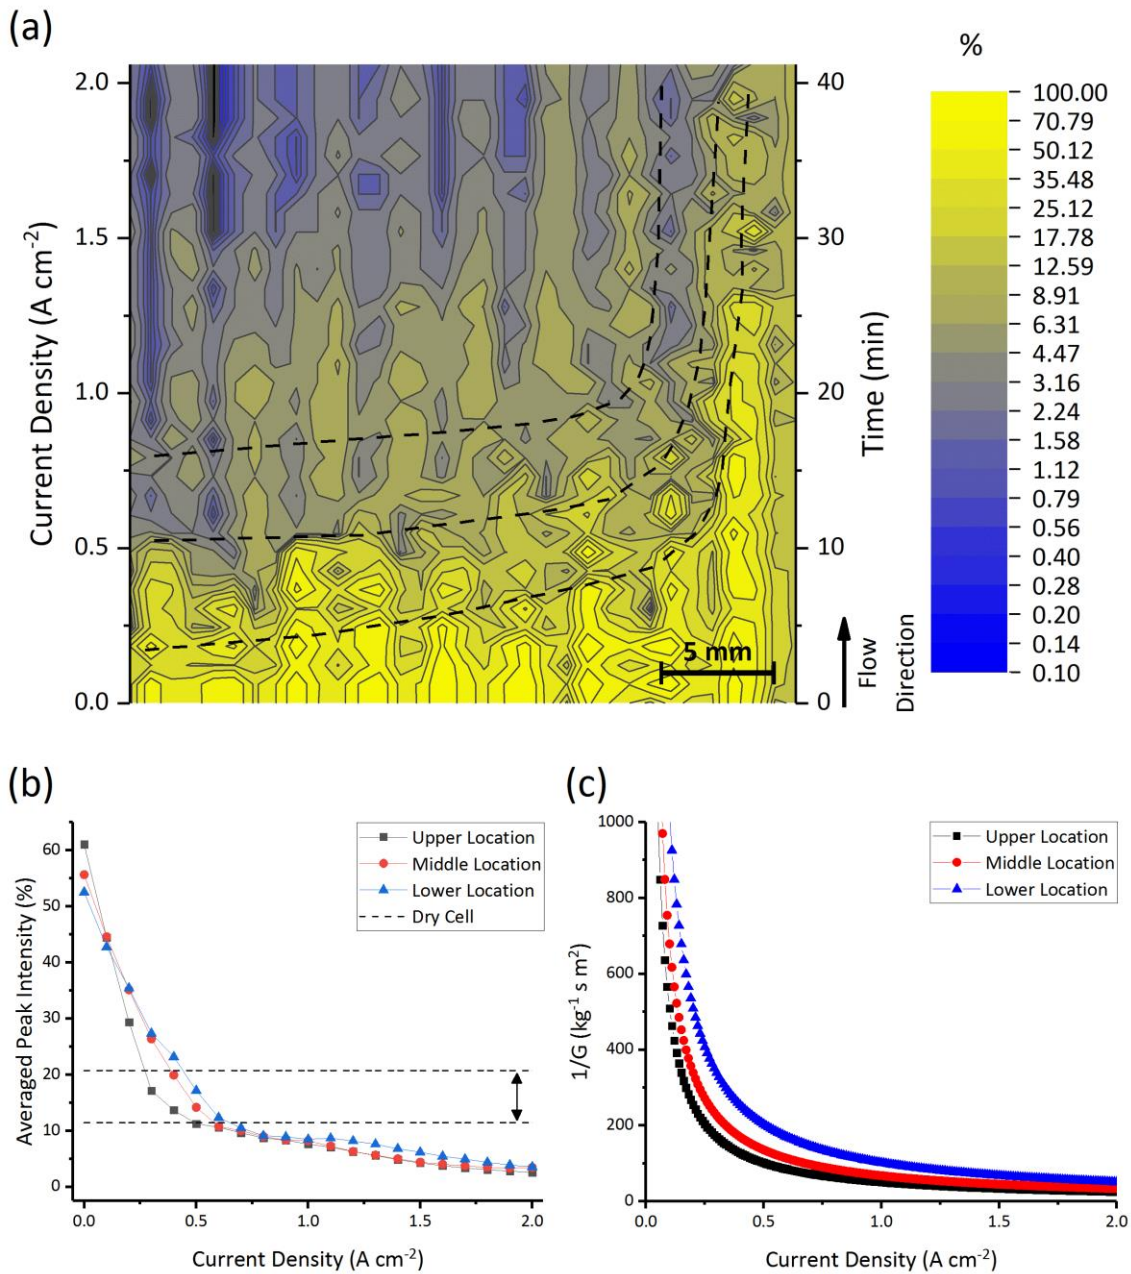 (a)
%
Current Density (A cm⁻²)
2.0
1.5
1.0
0.5
0.0
40
30
20
10
0
Time (min)
5 mm
Flow
Direction
100.00
70.79
50.12
35.48
25.12
17.78
12.59
8.91
6.31
4.47
3.16
2.24
1.58
1.12
0.79
0.56
0.40
0.28
0.20
0.14
0.10
(b)
Averaged Peak Intensity (%)
60
50
40
30
20
10
0
Upper Location
Middle Location
Lower Location
Dry Cell
0.0 0.5 1.0 1.5 2.0
Current Density (A cm⁻²)
(c)
1/G (kg⁻¹ s m²)
1000
800
600
400
200
0
Upper Location
Middle Location
Lower Location
0.0 0.5 1.0 1.5 2.0
Current Density (A cm⁻²)